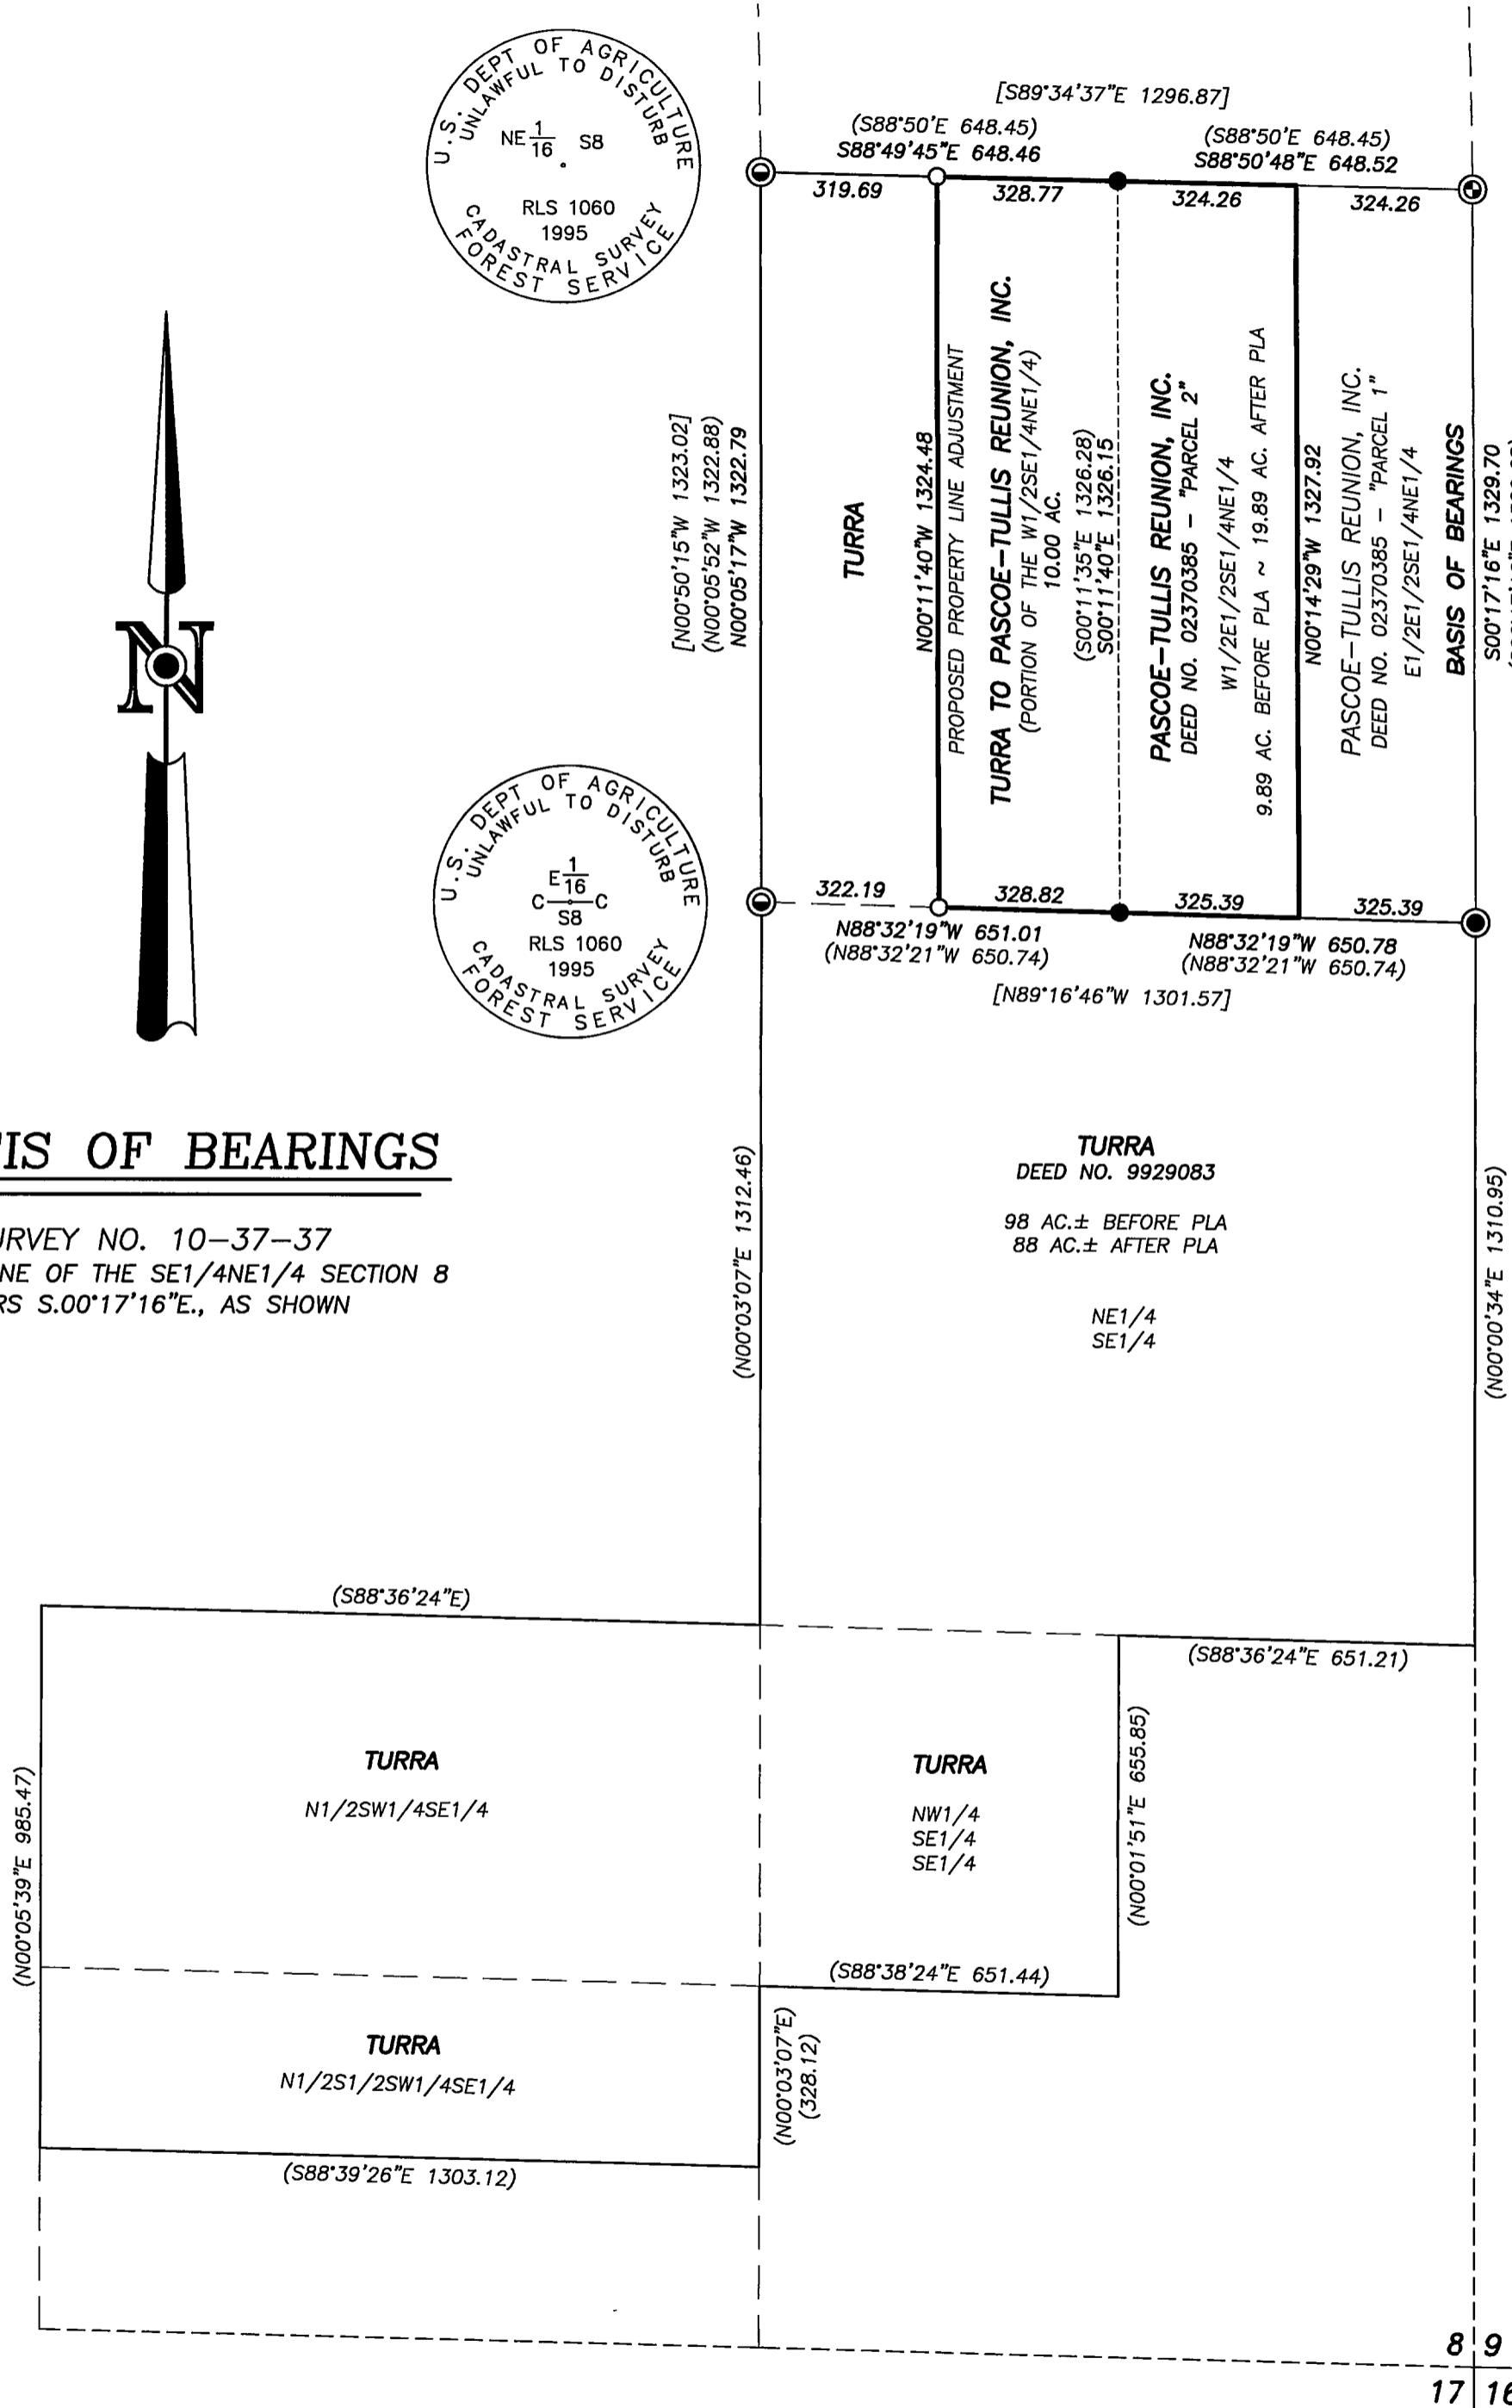 [S89°34'37"E 1296.87]
(S88°50'E 648.45)
S88°49'45"E 648.46
(S88°50'E 648.45)
S88°50'48"E 648.52
319.69
328.77
324.26
324.26
U.S. DEPT OF AGRICULTURE
UNLAWFUL TO DISTURB
NE 1/16 S8
RLS 1060
1995
CADASTRAL SURVEY
FOREST SERVICE
N
[N00°50'15"W 1323.02]
(N00°05'52"W 1322.88)
N00°05'17"W 1322.79
TURRA
N00°11'40"W 1324.48
PROPOSED PROPERTY LINE ADJUSTMENT
TURRA TO PASCOE-TULLIS REUNION, INC.
(PORTION OF THE W1/2SE1/4NE1/4)
10.00 AC.
(S00°11'35"E 1326.28)
S00°11'40"E 1326.15
PASCOE-TULLIS REUNION, INC.
DEED NO. 02370385 - "PARCEL 2"
W1/2E1/2SE1/4NE1/4
9.89 AC. BEFORE PLA ~ 19.89 AC. AFTER PLA
N00°14'29"W 1327.92
PASCOE-TULLIS REUNION, INC.
DEED NO. 02370385 - "PARCEL 1"
E1/2E1/2SE1/4NE1/4
BASIS OF BEARINGS
S00°17'16"E 1329.70
U.S. DEPT OF AGRICULTURE
UNLAWFUL TO DISTURB
E 1/16
C C
S8
RLS 1060
1995
CADASTRAL SURVEY
FOREST SERVICE
322.19
328.82
325.39
325.39
N88°32'19"W 651.01
(N88°32'21"W 650.74)
N88°32'19"W 650.78
(N88°32'21"W 650.74)
[N89°16'46"W 1301.57]
IS OF BEARINGS
URVEY NO. 10-37-37
NE OF THE SE1/4NE1/4 SECTION 8
RS S.00°17'16"E., AS SHOWN
(N00°03'07"E 1312.46)
TURRA
DEED NO. 9929083
98 AC.± BEFORE PLA
88 AC.± AFTER PLA
NE1/4
SE1/4
(N00°00'34"E 1310.95)
(S88°36'24"E)
(S88°36'24"E 651.21)
(N00°05'39"E 985.47)
TURRA
N1/2SW1/4SE1/4
TURRA
NW1/4
SE1/4
SE1/4
(N00°01'51"E 655.85)
(S88°38'24"E 651.44)
TURRA
N1/2S1/2SW1/4SE1/4
(N00°03'07"E)
(328.12)
(S88°39'26"E 1303.12)
8 9
17 16